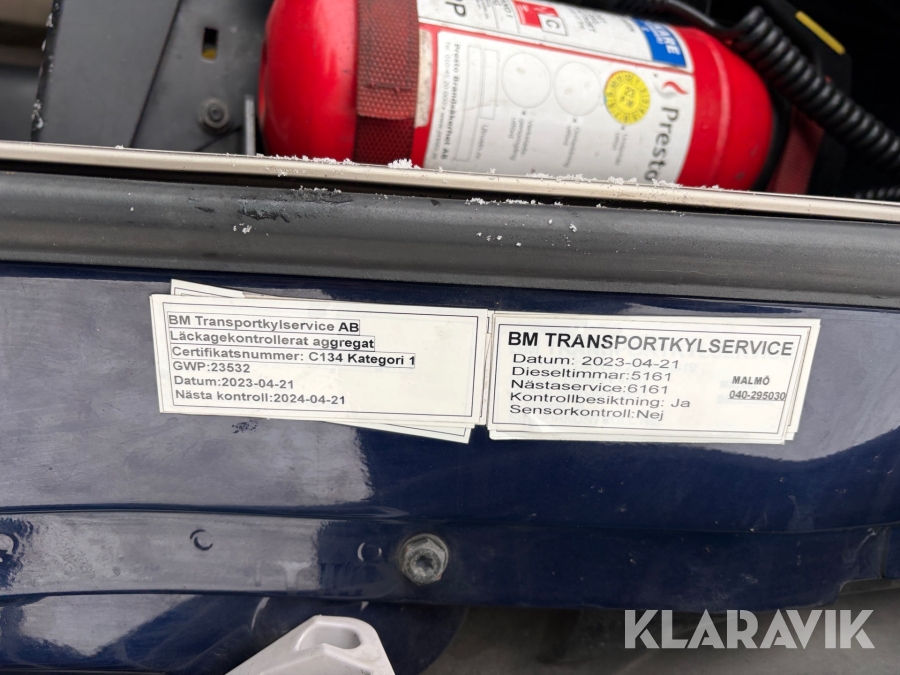 Presto
BM Transportkylservice AB
Läckagekontrollerat aggregat
Certifikatsnummer: C134 Kategori 1
GWP:23532
Datum:2023-04-21
Nästa kontroll:2024-04-21
BM TRANSPORTKYLSERVICE
Datum: 2023-04-21
Dieseltimmar:5161
Nästaservice:6161
Kontrollbesiktning: Ja
Sensorkontroll:Nej
MALMÖ
040-295030
KLARAVIK